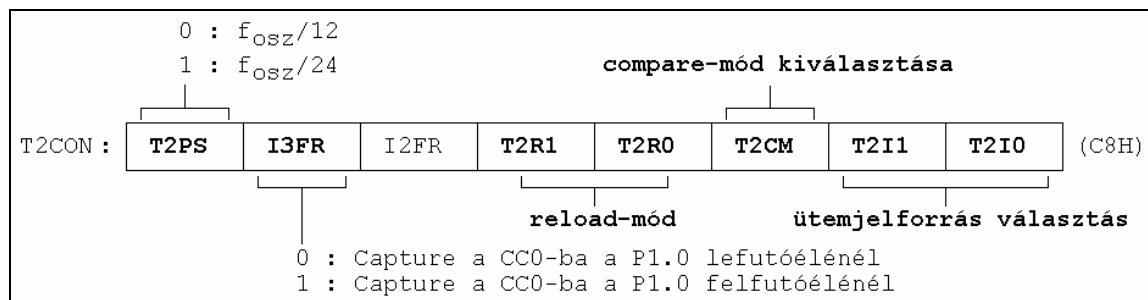 0 : fosz/12
1 : fosz/24
compare-mód kiválasztása
T2CON : T2PS I3FR I2FR T2R1 T2R0 T2CM T2I1 T2I0 (C8H)
reload-mód ütemjelforrás választás
0 : Capture a CC0-ba a P1.0 lefutóélénél
1 : Capture a CC0-ba a P1.0 felfutóélénél